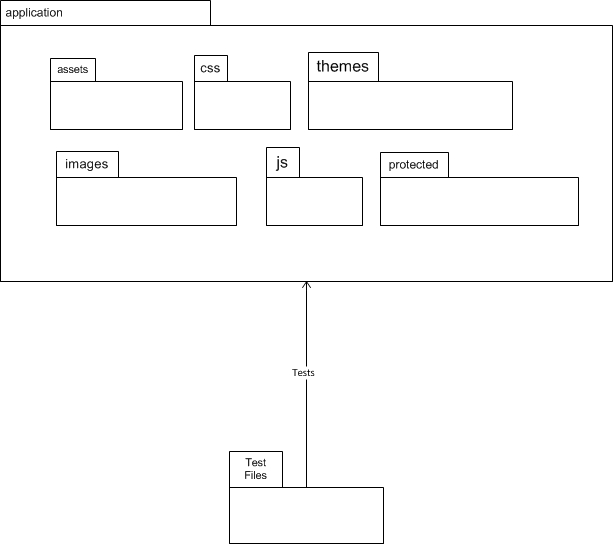 application
assets
css
themes
images
js
protected
Tests
Test
Files